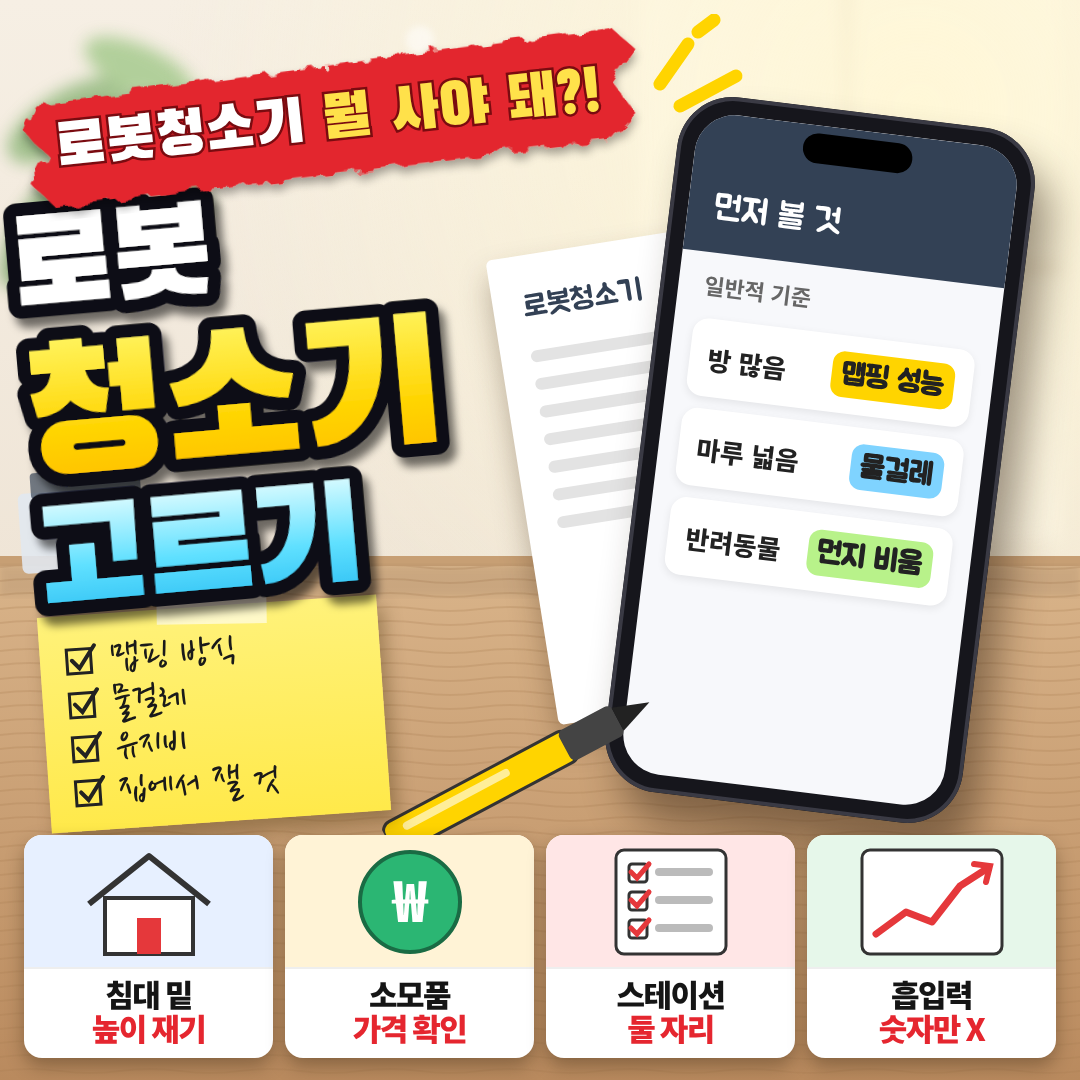 로봇청소기 뭘 사야 돼?!
로봇
청소기
고르기
로봇청소기
먼저 볼 것
일반적 기준
방 많음 맵핑 성능
마루 넓음 물걸레
반려동물 먼지 비움
맵핑 방식
물걸레
유지비
집에서 잴 것
침대 밑
높이 재기
₩
소모품
가격 확인
스테이션
둘 자리
흡입력
숫자만 X